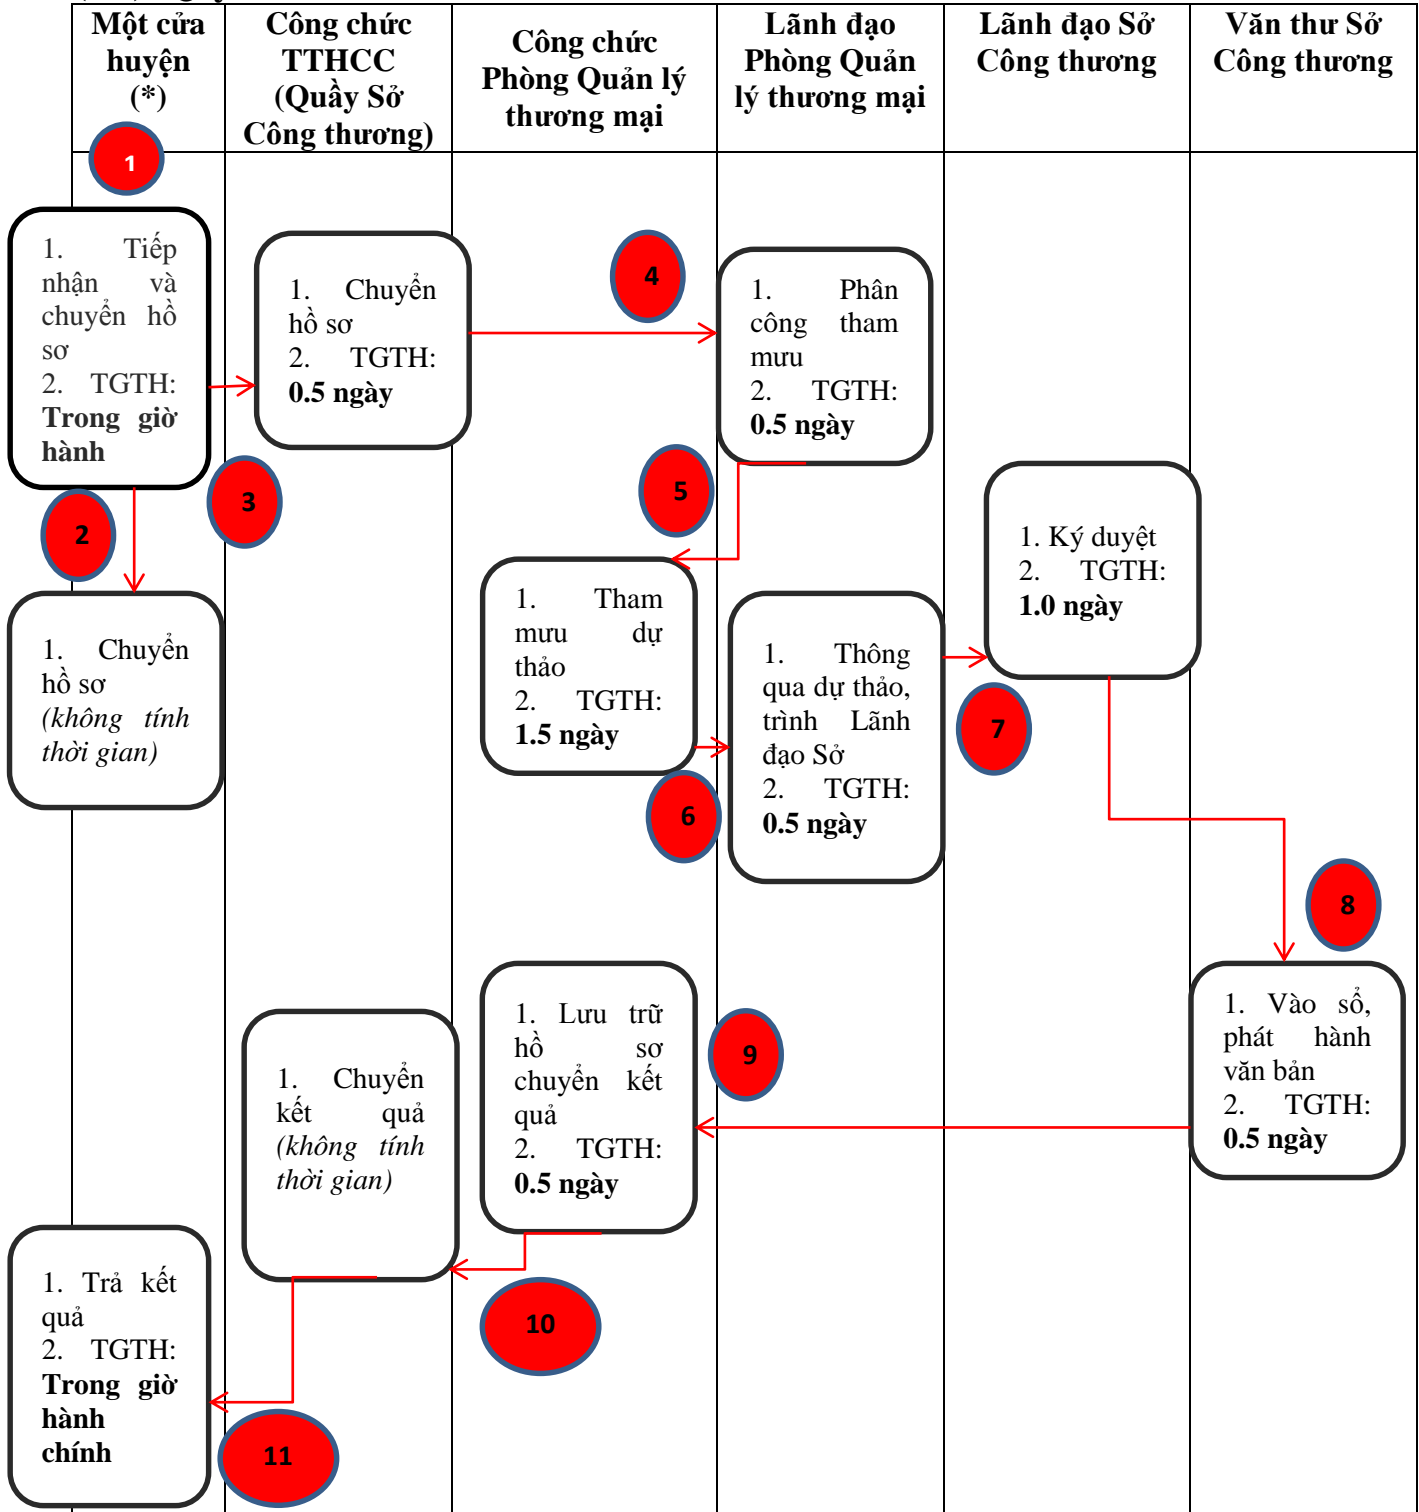 Một cửa
huyện
(*)
Công chức
TTHCC
(Quầy Sở
Công thương)
Công chức
Phòng Quản lý
thương mại
Lãnh đạo
Phòng Quản
lý thương mại
Lãnh đạo Sở
Công thương
Văn thư Sở
Công thương
1
1. Tiếp
nhận và
chuyển hồ
sơ
2. TGTH:
Trong giờ
hành
2
3
1. Chuyển
hồ sơ
2. TGTH:
0.5 ngày
4
1. Phân
công tham
mưu
2. TGTH:
0.5 ngày
5
1. Chuyển
hồ sơ
(không tính
thời gian)
1. Tham
mưu dự
thảo
2. TGTH:
1.5 ngày
6
1. Thông
qua dự thảo,
trình Lãnh
đạo Sở
2. TGTH:
0.5 ngày
1. Ký duyệt
2. TGTH:
1.0 ngày
7
8
1. Vào sổ,
phát hành
văn bản
2. TGTH:
0.5 ngày
9
1. Lưu trữ
hồ sơ
chuyển kết
quả
2. TGTH:
0.5 ngày
1. Chuyển
kết quả
(không tính
thời gian)
10
1. Trả kết
quả
2. TGTH:
Trong giờ
hành
chính
11